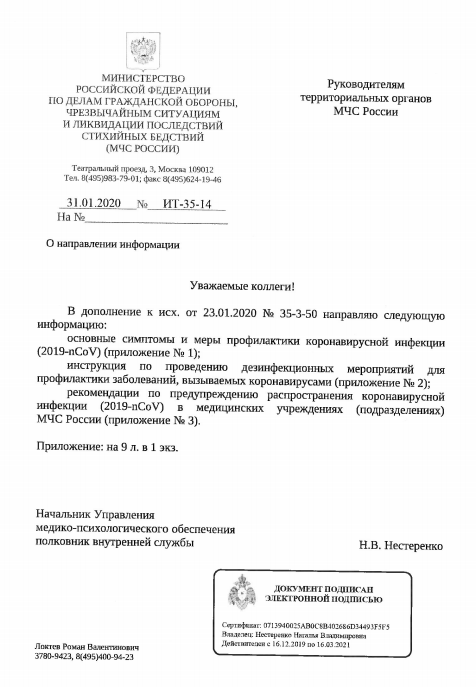 МИНИСТЕРСТВО
РОССИЙСКОЙ ФЕДЕРАЦИИ
ПО ДЕЛАМ ГРАЖДАНСКОЙ ОБОРОНЫ,
ЧРЕЗВЫЧАЙНЫМ СИТУАЦИЯМ
И ЛИКВИДАЦИИ ПОСЛЕДСТВИЙ
СТИХИЙНЫХ БЕДСТВИЙ
(МЧС РОССИИ)
Театральный проезд, 3, Москва 109012
Тел. 8(495)983-79-01; факс 8(495)624-19-46
31.01.2020 № ИТ-35-14
На №
Руководителям
территориальных органов
МЧС России
О направлении информации
Уважаемые коллеги!
В дополнение к исх. от 23.01.2020 № 35-3-50 направляю следующую
информацию:
основные симптомы и меры профилактики коронавирусной инфекции
(2019-nCoV) (приложение № 1);
инструкция по проведению дезинфекционных мероприятий для
профилактики заболеваний, вызываемых коронавирусами (приложение № 2);
рекомендации по предупреждению распространения коронавирусной
инфекции (2019-nCoV) в медицинских учреждениях (подразделениях)
МЧС России (приложение № 3).
Приложение: на 9 л. в 1 экз.
Начальник Управления
медико-психологического обеспечения
полковник внутренней службы
Н.В. Нестеренко
ДОКУМЕНТ ПОДПИСАН
ЭЛЕКТРОННОЙ ПОДПИСЬЮ
Сертификат: 0713940025AB0C8B402686D34493F5F5
Владелец: Нестеренко Наталья Владимировна
Действителен с 16.12.2019 по 16.03.2021
Локтев Роман Валентинович
3780-9423, 8(495)400-94-23